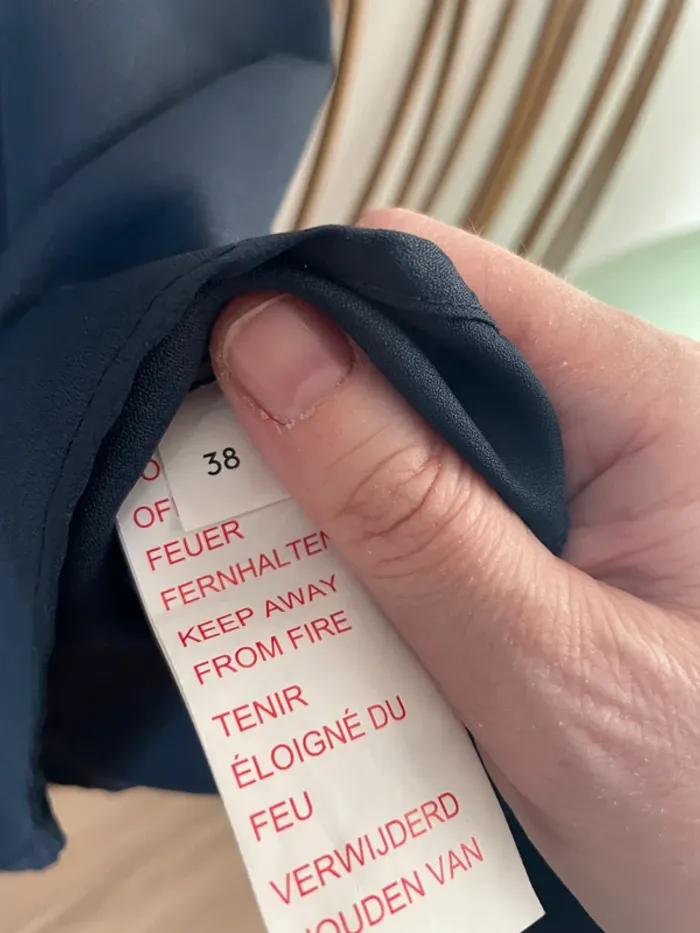 38
OF
FEUER
FERNHALTEN
KEEP AWAY
FROM FIRE
TENIR
ÉLOIGNÉ DU
FEU
VERWIJDERD
HOUDEN VAN